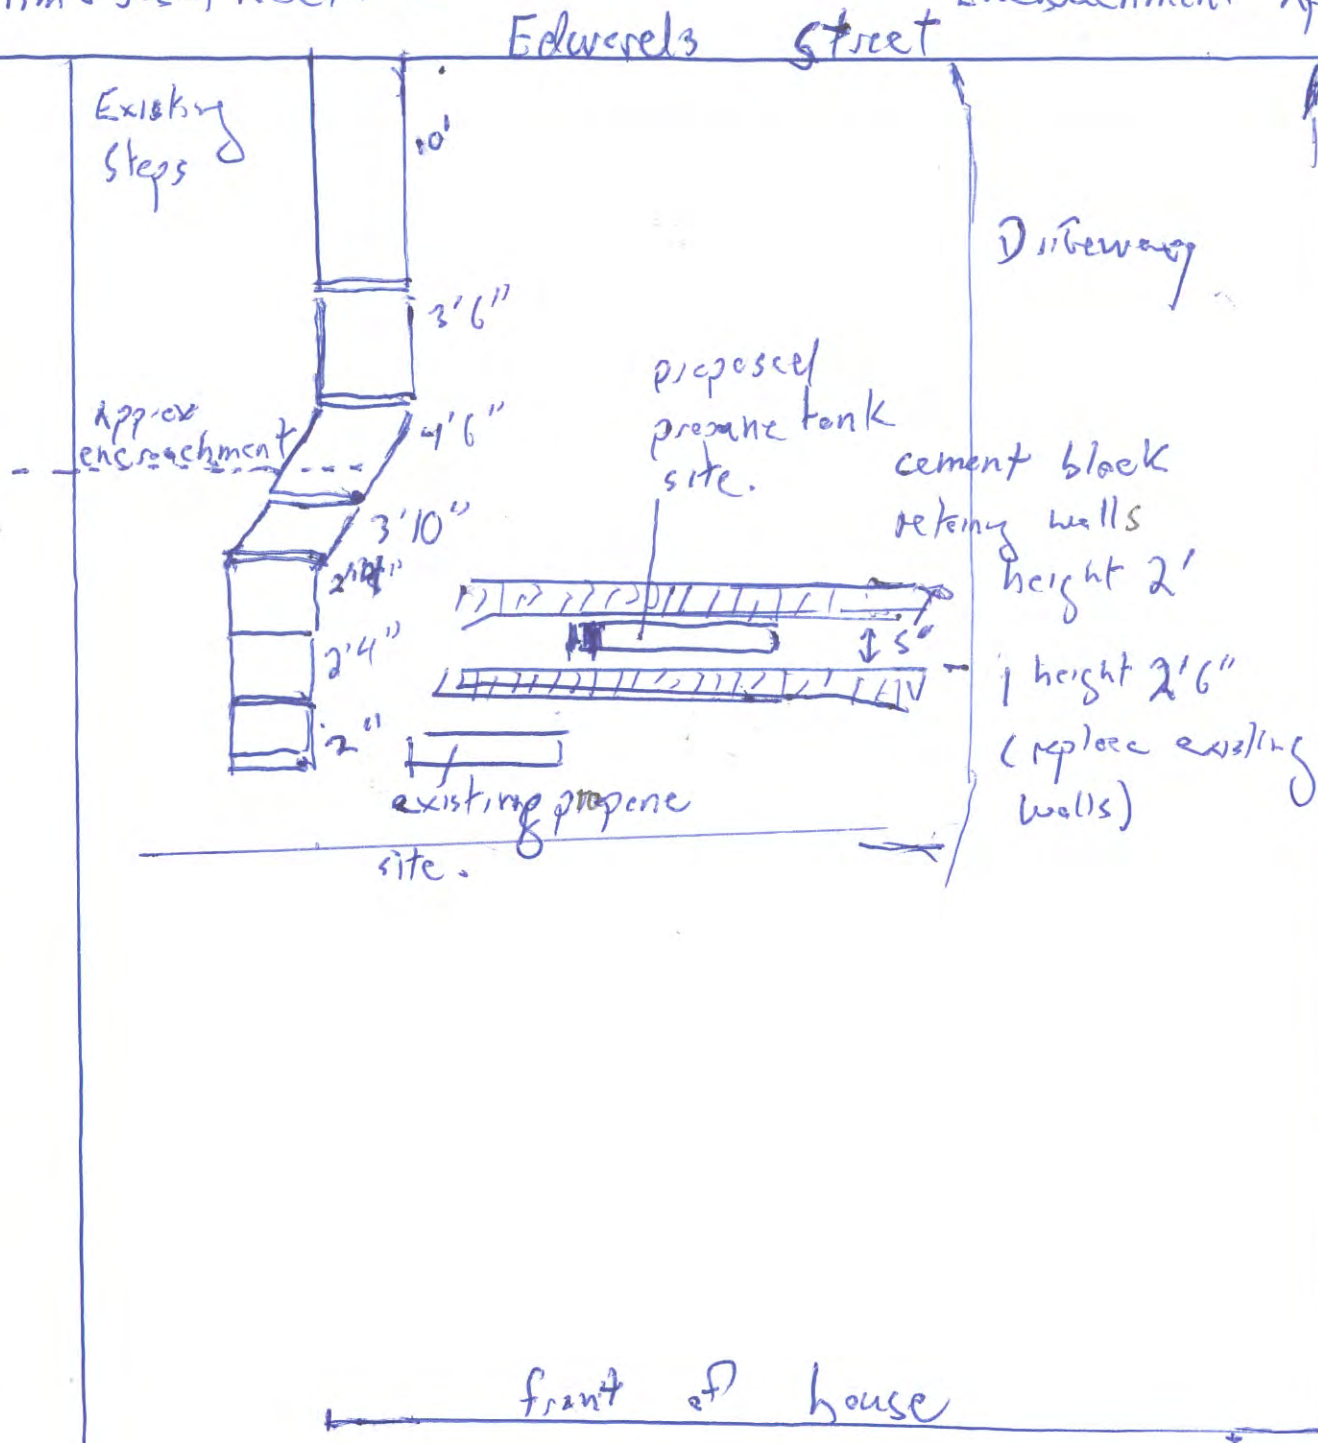 Edwards Street
Existing
Steps
10'
3'6"
Driveway
proposed
propane tank
site.
Approx
encroachment
4'6"
cement block
retaing walls
height 2'
3'10"
5"
2'4"
height 2'6"
(replace existing
walls)
2"
existing propane
site.
front of house